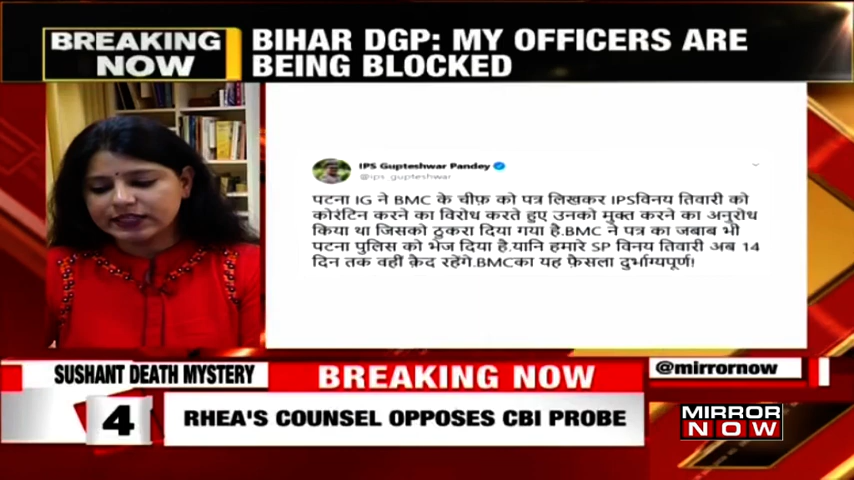 BREAKING
NOW
BIHAR DGP: MY OFFICERS ARE
BEING BLOCKED
IPS Gupteshwar Pandey
@ips_gupteshwar
पटना IG ने BMC के चीफ़ को पत्र लिखकर IPSविनय तिवारी को
कोरंटिन करने का विरोध करते हुए उनको मुक्त करने का अनुरोध
किया था जिसको ठुकरा दिया गया है.BMC ने पत्र का जबाब भी
पटना पुलिस को भेज दिया है.यानि हमारे SP विनय तिवारी अब 14
दिन तक वहीं क़ैद रहेंगे.BMCका यह फ़ैसला दुर्भाग्यपूर्ण!
SUSHANT DEATH MYSTERY
BREAKING NOW
@mirrornow
4
RHEA'S COUNSEL OPPOSES CBI PROBE
MIRROR
NOW